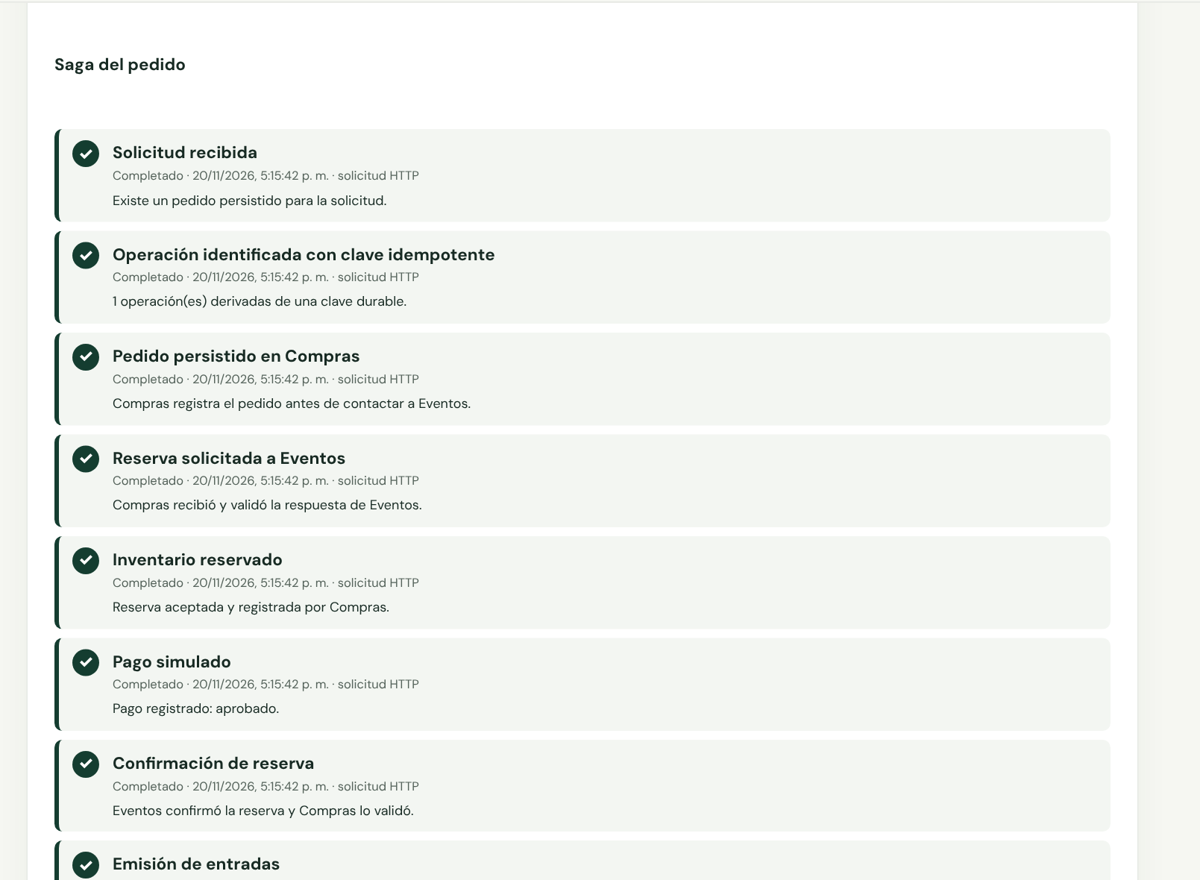 Saga del pedido
Solicitud recibida
Completado · 20/11/2026, 5:15:42 p. m. · solicitud HTTP
Existe un pedido persistido para la solicitud.
Operación identificada con clave idempotente
Completado · 20/11/2026, 5:15:42 p. m. · solicitud HTTP
1 operación(es) derivadas de una clave durable.
Pedido persistido en Compras
Completado · 20/11/2026, 5:15:42 p. m. · solicitud HTTP
Compras registra el pedido antes de contactar a Eventos.
Reserva solicitada a Eventos
Completado · 20/11/2026, 5:15:42 p. m. · solicitud HTTP
Compras recibió y validó la respuesta de Eventos.
Inventario reservado
Completado · 20/11/2026, 5:15:42 p. m. · solicitud HTTP
Reserva aceptada y registrada por Compras.
Pago simulado
Completado · 20/11/2026, 5:15:42 p. m. · solicitud HTTP
Pago registrado: aprobado.
Confirmación de reserva
Completado · 20/11/2026, 5:15:42 p. m. · solicitud HTTP
Eventos confirmó la reserva y Compras lo validó.
Emisión de entradas